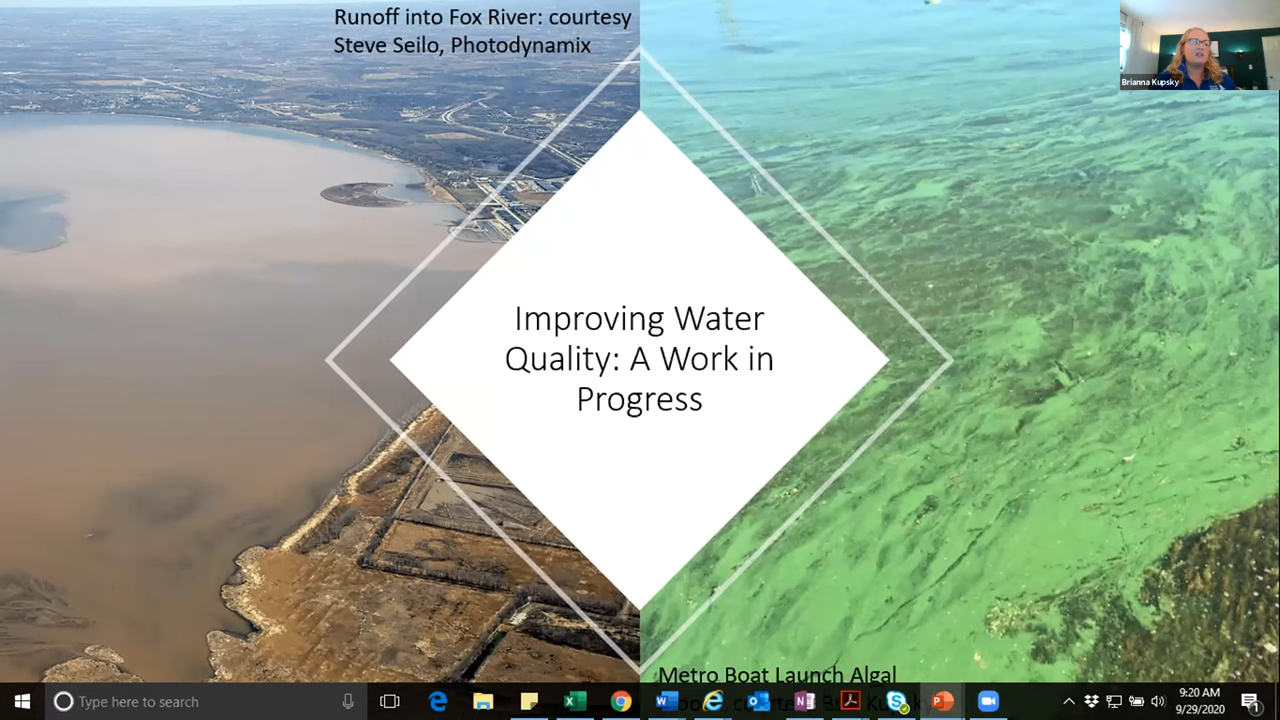 Runoff into Fox River: courtesy
Steve Seilo, Photodynamix
Brianna Kupsky
Improving Water
Quality: A Work in
Progress
Metro Boat Launch Algal
Type here to search
9:20 AM
9/29/2020
1